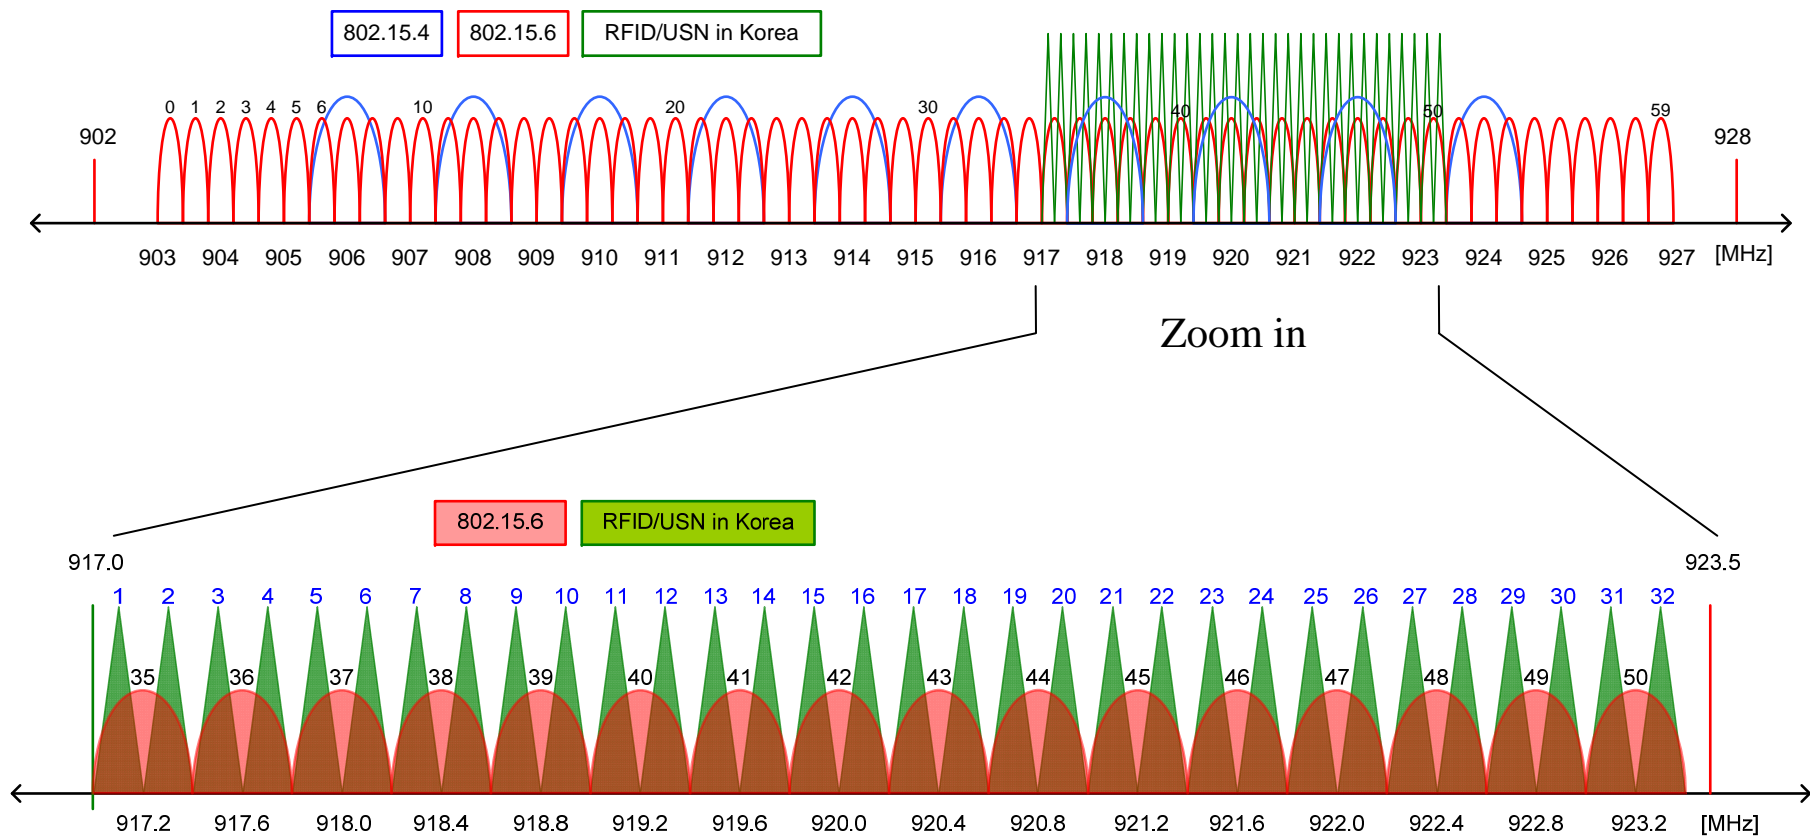 802.15.4 802.15.6 RFID/USN in Korea
0 1 2 3 4 5 6 10 20 30 40 50 59
902 928
903 904 905 906 907 908 909 910 911 912 913 914 915 916 917 918 919 920 921 922 923 924 925 926 927 [MHz]
Zoom in
802.15.6 RFID/USN in Korea
917.0 923.5
1 2 3 4 5 6 7 8 9 10 11 12 13 14 15 16 17 18 19 20 21 22 23 24 25 26 27 28 29 30 31 32
35 36 37 38 39 40 41 42 43 44 45 46 47 48 49 50
917.2 917.6 918.0 918.4 918.8 919.2 919.6 920.0 920.4 920.8 921.2 921.6 922.0 922.4 922.8 923.2 [MHz]